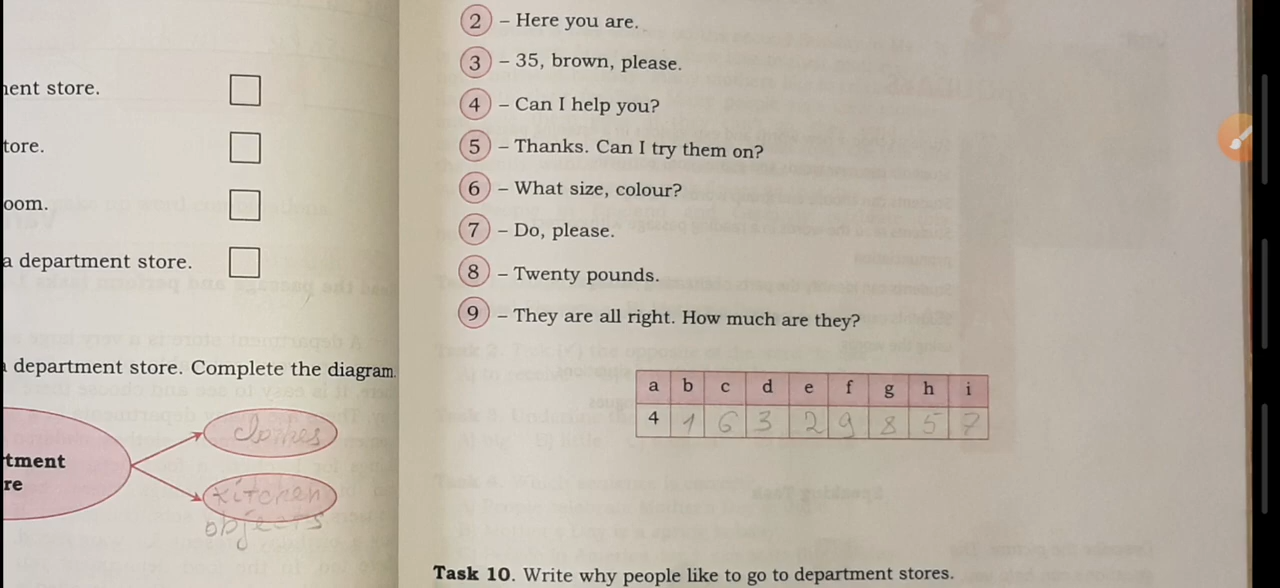 ent store.
tore.
oom.
a department store.
department store. Complete the diagram.
tment
re
clothes
kitchen
objects
2 – Here you are.
3 – 35, brown, please.
4 – Can I help you?
5 – Thanks. Can I try them on?
6 – What size, colour?
7 – Do, please.
8 – Twenty pounds.
9 – They are all right. How much are they?
a b c d e f g h i
4 1 6 3 2 9 8 5 7
Task 10. Write why people like to go to department stores.